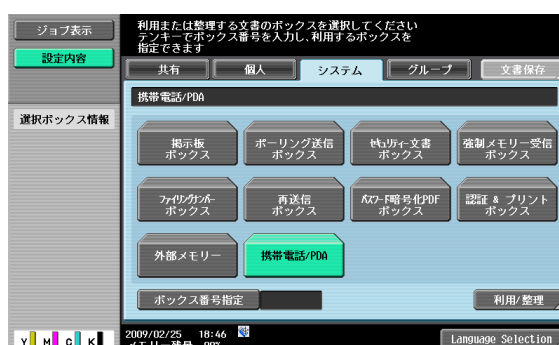 ジョブ表示
設定内容
選択ボックス情報
利用または整理する文書のボックスを選択してください
テンキーでボックス番号を入力し、利用するボックスを
指定できます
共有
個人
システム
グループ
文書保存
携帯電話/PDA
掲示板
ボックス
ポーリング送信
ボックス
セキュリティー文書
ボックス
強制メモリー受信
ボックス
ファイリングナンバー
ボックス
再送信
ボックス
パスワード暗号化PDF
ボックス
認証 & プリント
ボックス
外部メモリー
携帯電話/PDA
ボックス番号指定
利用/整理
Y M C K
2009/02/25 18:46
メモリー残量 99%
Language Selection